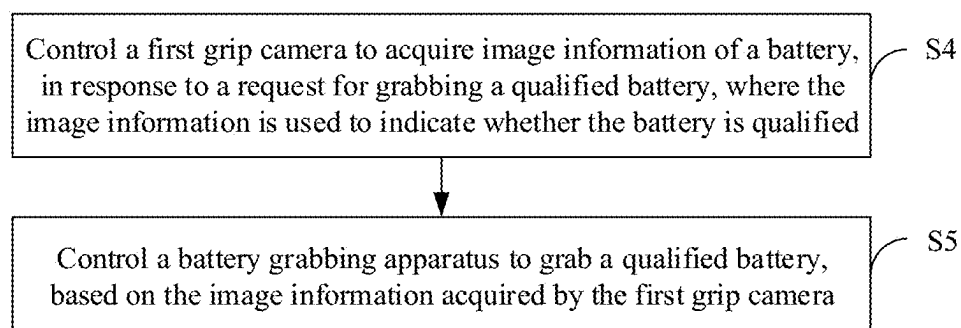 Control a first grip camera to acquire image information of a battery,
in response to a request for grabbing a qualified battery, where the
image information is used to indicate whether the battery is qualified
S4
Control a battery grabbing apparatus to grab a qualified battery,
based on the image information acquired by the first grip camera
S5